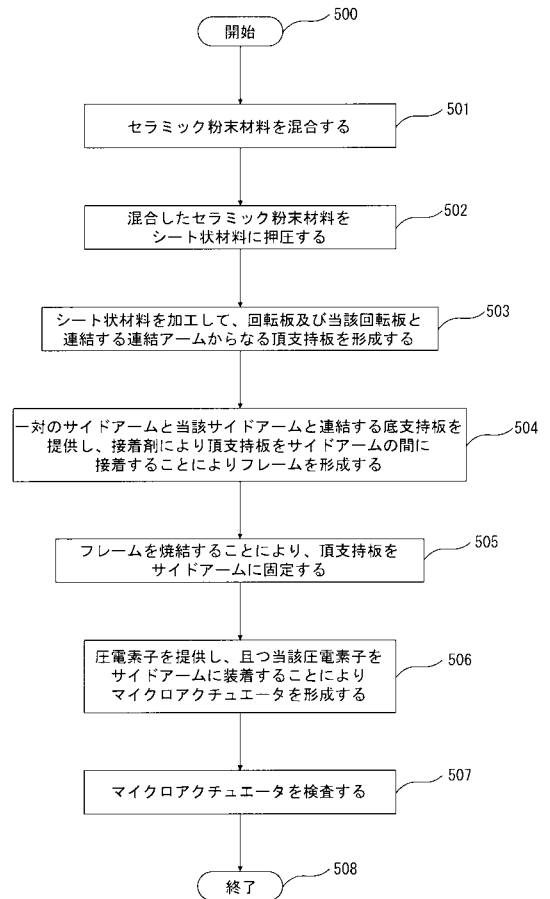 開始
500
セラミック粉末材料を混合する
501
混合したセラミック粉末材料を
シート状材料に押圧する
502
シート状材料を加工して、回転板及び当該回転板と
連結する連結アームからなる頂支持板を形成する
503
一対のサイドアームと当該サイドアームと連結する底支持板を
提供し、接着剤により頂支持板をサイドアームの間に
接着することによりフレームを形成する
504
フレームを焼結することにより、頂支持板を
サイドアームに固定する
505
圧電素子を提供し、且つ当該圧電素子を
サイドアームに装着することにより
マイクロアクチュエータを形成する
506
マイクロアクチュエータを検査する
507
終了
508